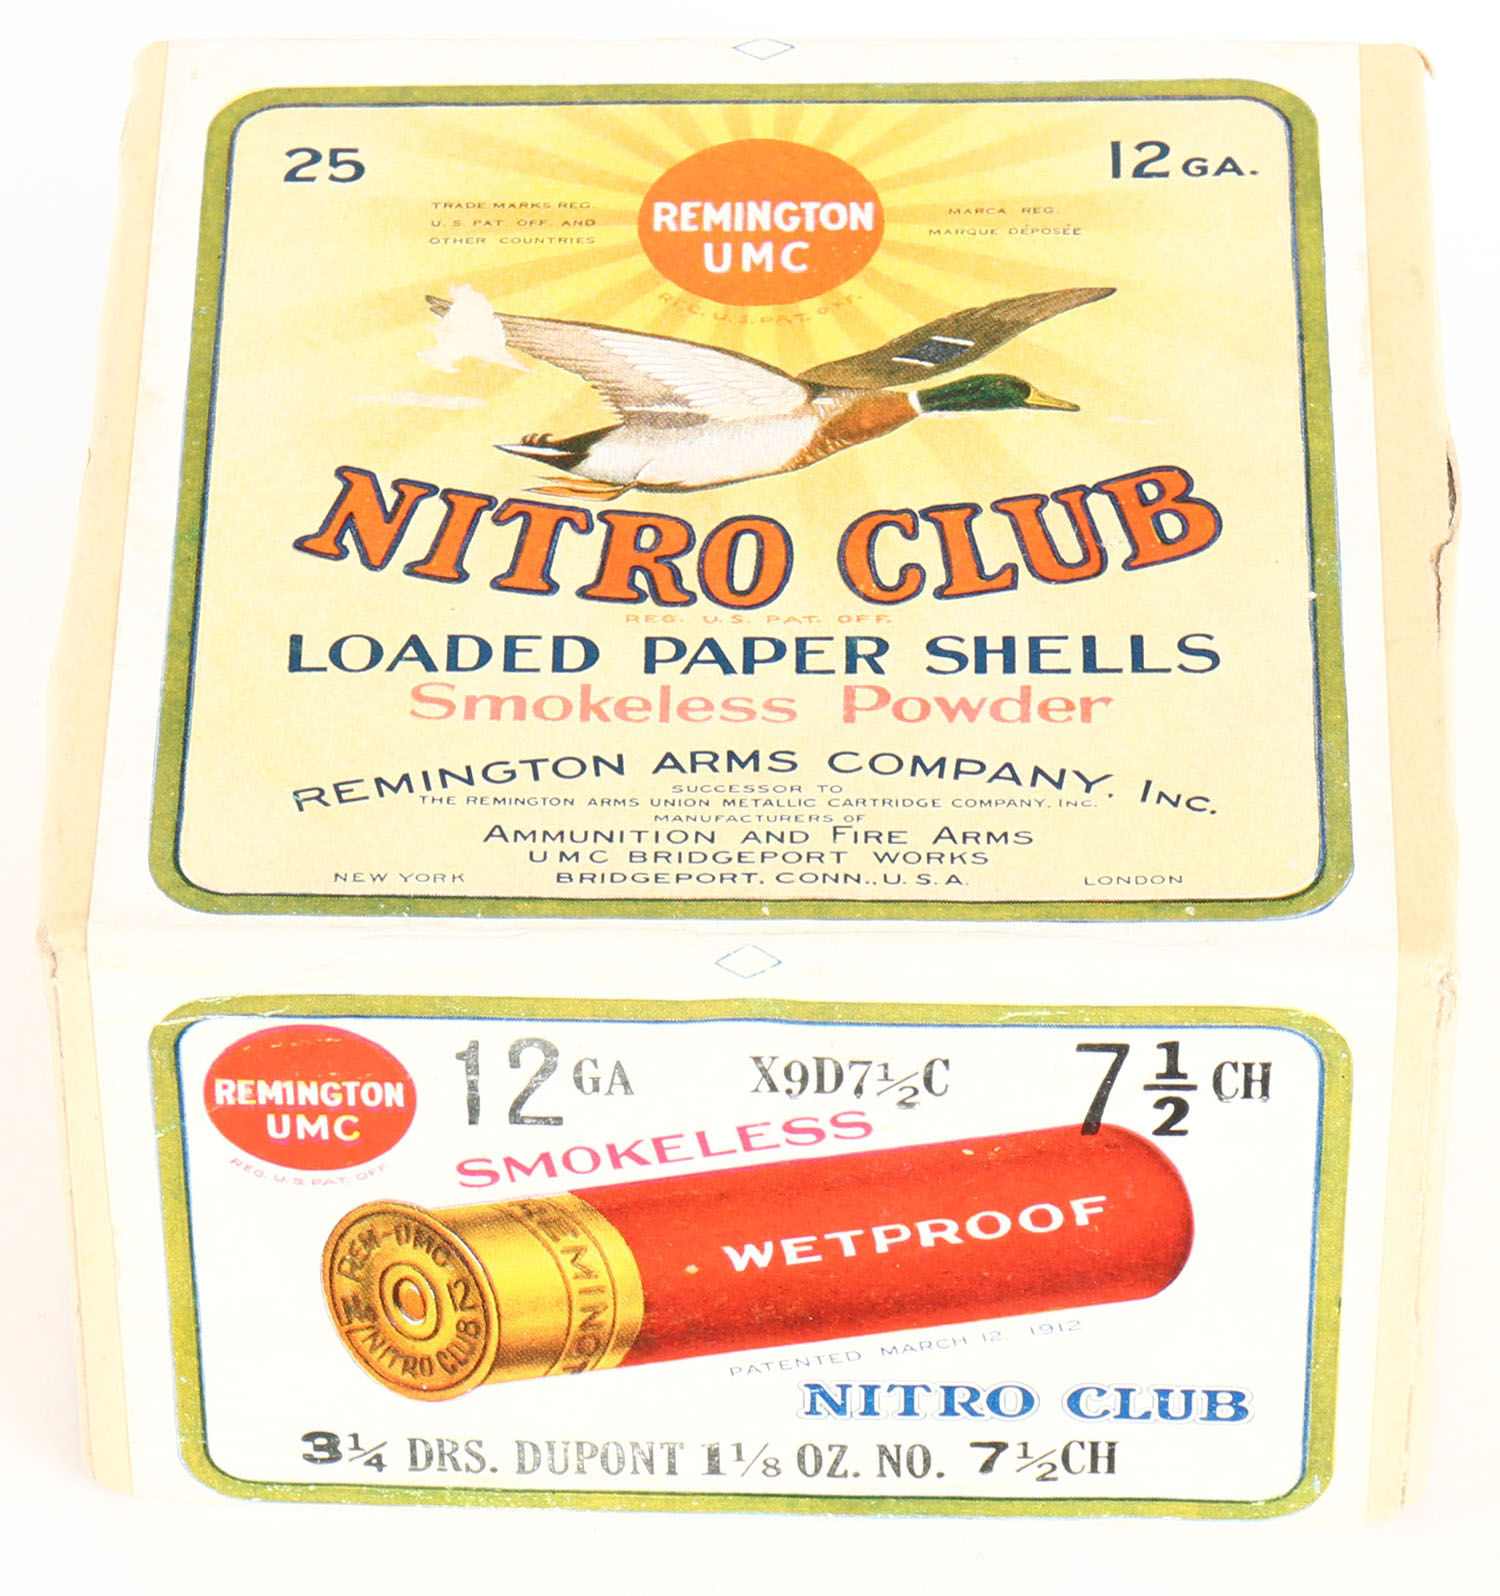 25
12 GA.
TRADE MARKS REG.
U. S. PAT. OFF. AND
OTHER COUNTRIES
REMINGTON
UMC
REG. U.S. PAT. OFF.
MARCA REG.
MARQUE DÉPOSÉE
NITRO CLUB
REG. U.S. PAT. OFF.
LOADED PAPER SHELLS
Smokeless Powder
REMINGTON ARMS COMPANY, INC.
SUCCESSOR TO
THE REMINGTON ARMS UNION METALLIC CARTRIDGE COMPANY, INC.
MANUFACTURERS OF
AMMUNITION AND FIRE ARMS
UMC BRIDGEPORT WORKS
NEW YORK
BRIDGEPORT, CONN., U.S.A.
LONDON
REMINGTON
UMC
REG. U.S. PAT. OFF.
12 GA
X9D7½C
7 ½ CH
SMOKELESS
WETPROOF
REM-UMC
NITRO CLUB
PATENTED MARCH 12, 1912
NITRO CLUB
3¼ DRS. DUPONT 1⅛ OZ. NO. 7½CH